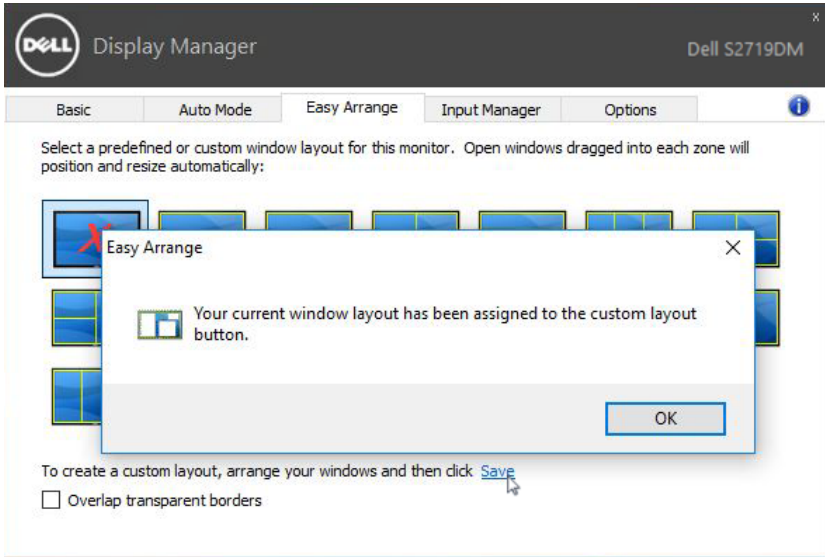 x
DELL
Display Manager
Dell S2719DM
Basic
Auto Mode
Easy Arrange
Input Manager
Options
i
Select a predefined or custom window layout for this monitor. Open windows dragged into each zone will
position and resize automatically:
Easy Arrange
Your current window layout has been assigned to the custom layout
button.
OK
To create a custom layout, arrange your windows and then click Save
Overlap transparent borders